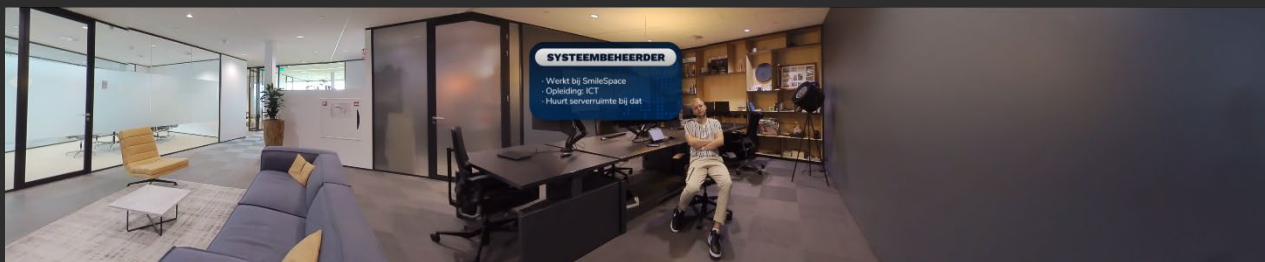 SYSTEEMBEHEERDER
- Werkt bij SmileSpace
- Opleiding: ICT
- Huurt serverruimte bij dat